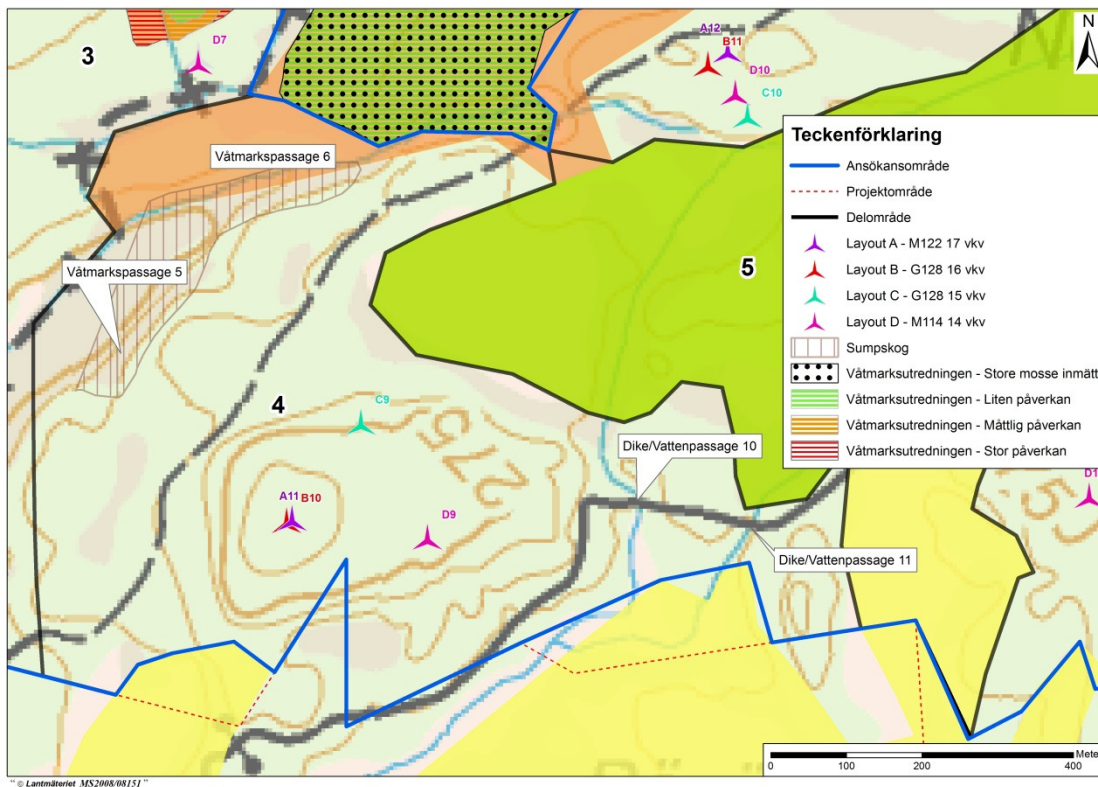 3
D7
A12
B11
D10
C10
N
Våtmarkspassage 6
Teckenförklaring
Ansökansområde
Projektområde
Delområde
Layout A - M122 17 vkv
Layout B - G128 16 vkv
Layout C - G128 15 vkv
Layout D - M114 14 vkv
Sumpskog
Våtmarksutredningen - Store mosse inmätt
Våtmarksutredningen - Liten påverkan
Våtmarksutredningen - Måttlig påverkan
Våtmarksutredningen - Stor påverkan
Våtmarkspassage 5
5
4
C9
275
Dike/Vattenpassage 10
A11 B10
D9
D1
Dike/Vattenpassage 11
Mete
0 100 200 400
" © Lantmäteriet MS2008/08151 "